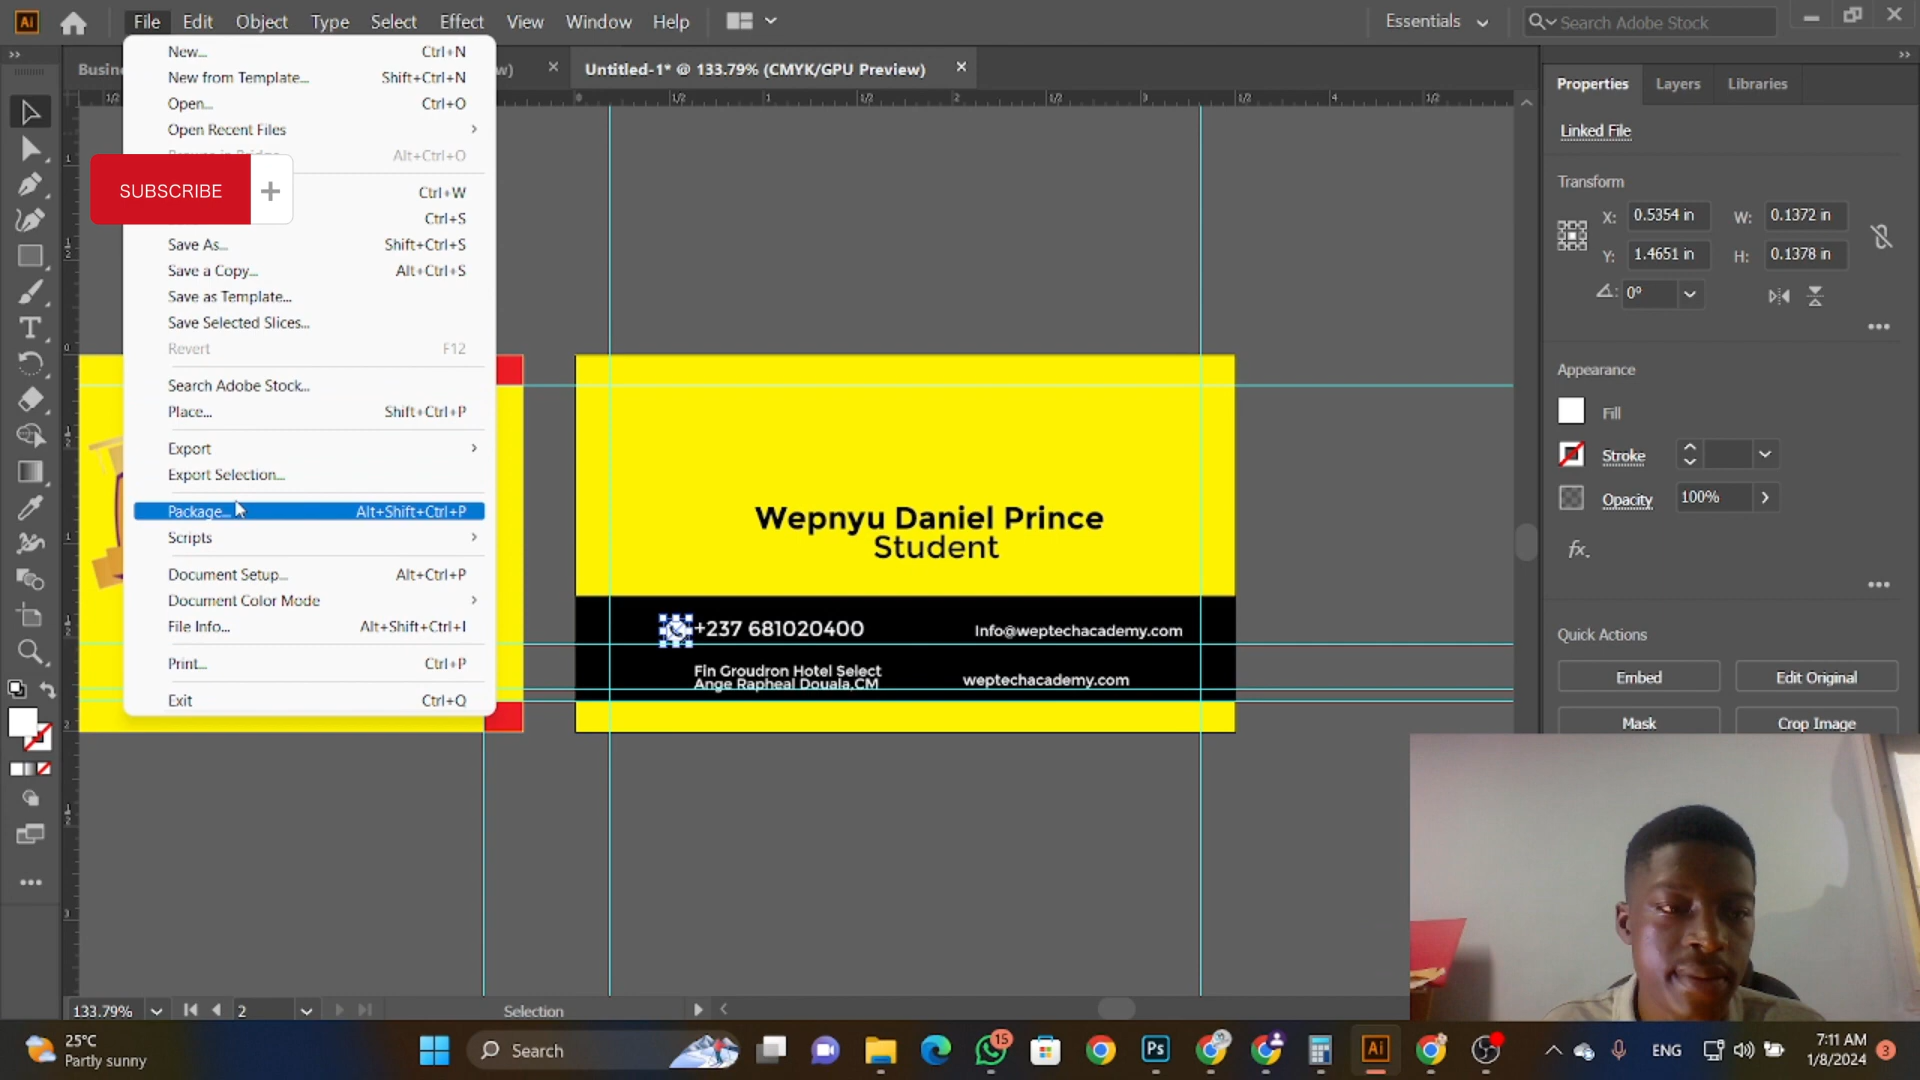 Ai File Edit Object Type Select Effect View Window Help Essentials Search Adobe Stock
Untitled-1* @ 133.79% (CMYK/GPU Preview)
New... Ctrl+N
New from Template... Shift+Ctrl+N
Open... Ctrl+O
Open Recent Files
Alt+Ctrl+O
SUBSCRIBE +
Ctrl+W
Ctrl+S
Save As... Shift+Ctrl+S
Save a Copy... Alt+Ctrl+S
Save as Template...
Save Selected Slices...
Revert F12
Search Adobe Stock...
Place... Shift+Ctrl+P
Export
Export Selection...
Package... Alt+Shift+Ctrl+P
Scripts
Document Setup... Alt+Ctrl+P
Document Color Mode
File Info... Alt+Shift+Ctrl+I
Print... Ctrl+P
Exit Ctrl+Q
Wepnyu Daniel Prince
Student
+237 681020400
Info@weptechacademy.com
Fin Groudron Hotel Select
Ange Rapheal Douala,CM
weptechacademy.com
Properties Layers Libraries
Linked File
Transform
X: 0.5354 in W: 0.1372 in
Y: 1.4651 in H: 0.1378 in
0°
Appearance
Fill
Stroke
Opacity 100%
fx.
Quick Actions
Embed Edit Original
Mask Crop Image
133.79% 2 Selection
25°C
Partly sunny
Search
15
Ps
Ai
ENG
7:11 AM
1/8/2024
3